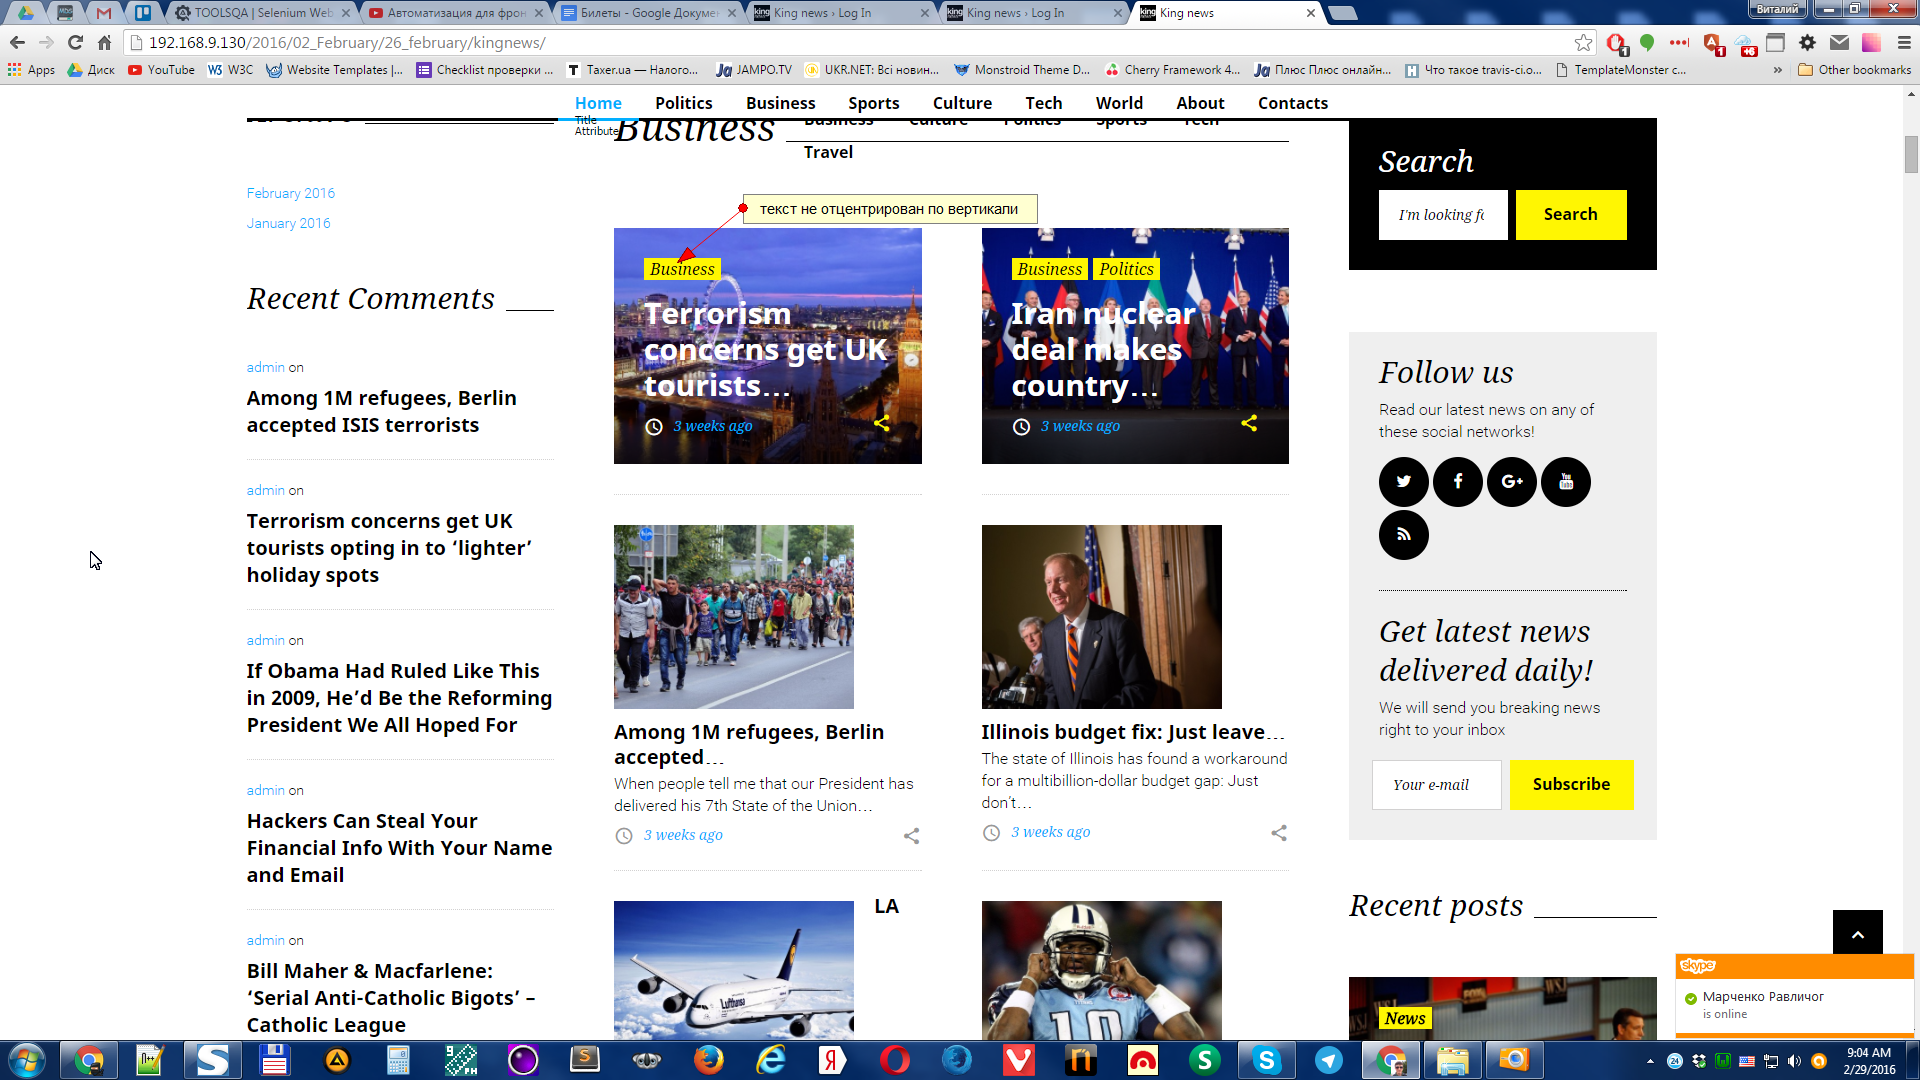 TOOLSQA | Selenium Web
Автоматизация для фрон
Билеты - Google Докумен
King news › Log In
King news › Log In
King news
Виталий
192.168.9.130/2016/02_February/26_february/kingnews/
Apps
Диск
YouTube
W3C
Website Templates |...
Checklist проверки ...
Taxer.ua — Налого...
JAMPO.TV
UKR.NET: Всі новин...
Monstroid Theme D...
Cherry Framework 4...
Плюс Плюс онлайн...
Что такое travis-ci.o...
TemplateMonster c...
Other bookmarks
Home
Politics
Business
Sports
Culture
Tech
World
About
Contacts
Title
Attribute
Business
Business
Culture
Politics
Sports
Tech
Travel
February 2016
January 2016
Recent Comments
admin on
Among 1M refugees, Berlin
accepted ISIS terrorists
admin on
Terrorism concerns get UK
tourists opting in to ‘lighter’
holiday spots
admin on
If Obama Had Ruled Like This
in 2009, He’d Be the Reforming
President We All Hoped For
admin on
Hackers Can Steal Your
Financial Info With Your Name
and Email
admin on
Bill Maher & Macfarlene:
‘Serial Anti-Catholic Bigots’ –
Catholic League
текст не отцентрирован по вертикали
Business
Terrorism
concerns get UK
tourists…
3 weeks ago
Business
Politics
Iran nuclear
deal makes
country…
3 weeks ago
Among 1M refugees, Berlin
accepted…
When people tell me that our President has
delivered his 7th State of the Union…
3 weeks ago
Illinois budget fix: Just leave…
The state of Illinois has found a workaround
for a multibillion-dollar budget gap: Just
don’t…
3 weeks ago
Lufthansa
LA
10
Search
I'm looking fo
Search
Follow us
Read our latest news on any of
these social networks!
Get latest news
delivered daily!
We will send you breaking news
right to your inbox
Your e-mail
Subscribe
Recent posts
News
skype
Марченко Равличог
is online
9:04 AM
2/29/2016